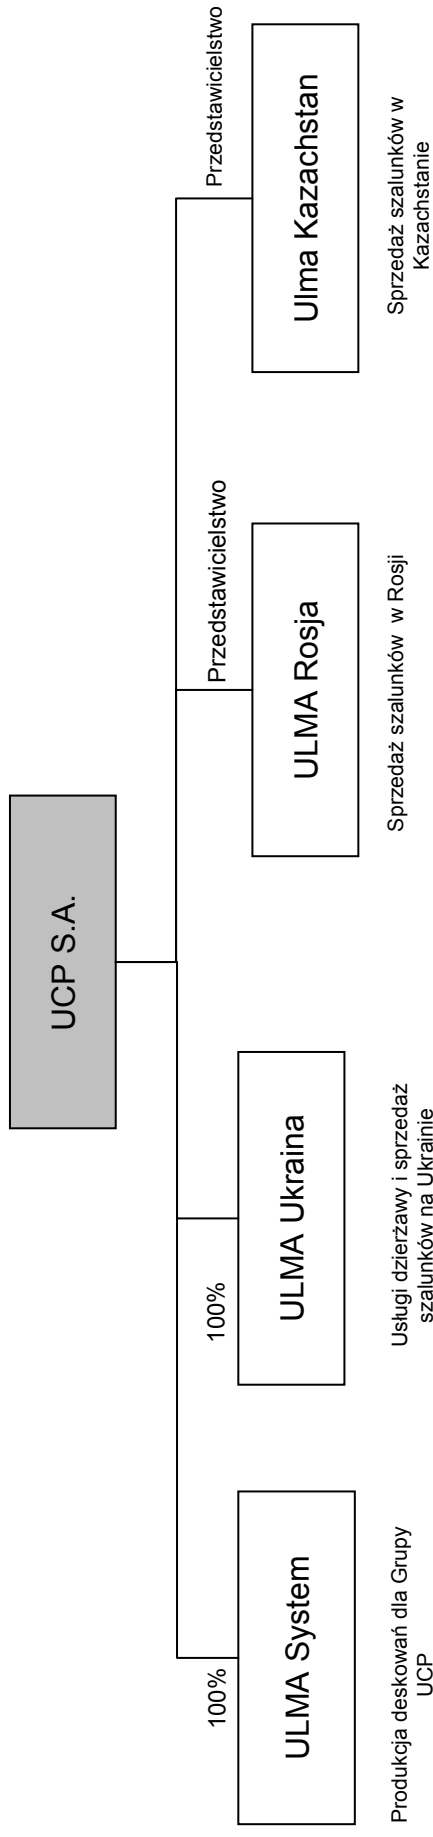 UCP S.A.
100%
100%
Przedstawicielstwo
Przedstawicielstwo
ULMA System
ULMA Ukraina
ULMA Rosja
Ulma Kazachstan
Produkcja deskowań dla Grupy
UCP
Usługi dzierżawy i sprzedaż
szalunków na Ukrainie
Sprzedaż szalunków w Rosji
Sprzedaż szalunków w
Kazachstanie